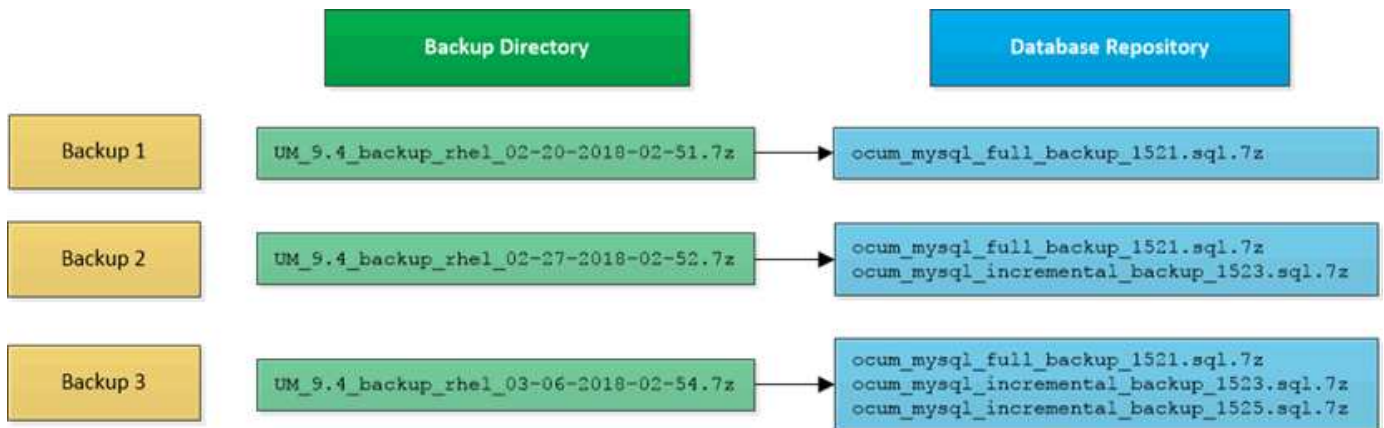 Backup Directory
Database Repository
Backup 1
UM_9.4_backup_rhel_02-20-2018-02-51.7z
ocum_mysql_full_backup_1521.sql.7z
Backup 2
UM_9.4_backup_rhel_02-27-2018-02-52.7z
ocum_mysql_full_backup_1521.sql.7z
ocum_mysql_incremental_backup_1523.sql.7z
Backup 3
UM_9.4_backup_rhel_03-06-2018-02-54.7z
ocum_mysql_full_backup_1521.sql.7z
ocum_mysql_incremental_backup_1523.sql.7z
ocum_mysql_incremental_backup_1525.sql.7z